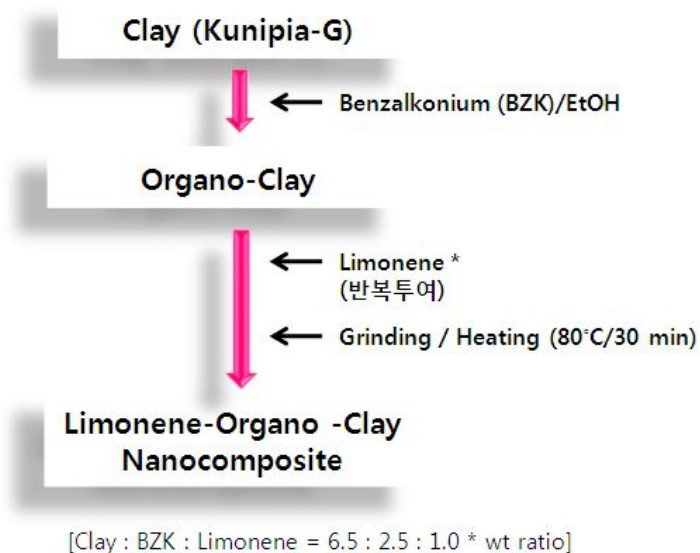 Clay (Kunipia-G)
Benzalkonium (BZK)/EtOH
Organo-Clay
Limonene *
(반복투여)
Grinding / Heating (80°C/30 min)
Limonene-Organo -Clay
Nanocomposite
[Clay : BZK : Limonene = 6.5 : 2.5 : 1.0 * wt ratio]